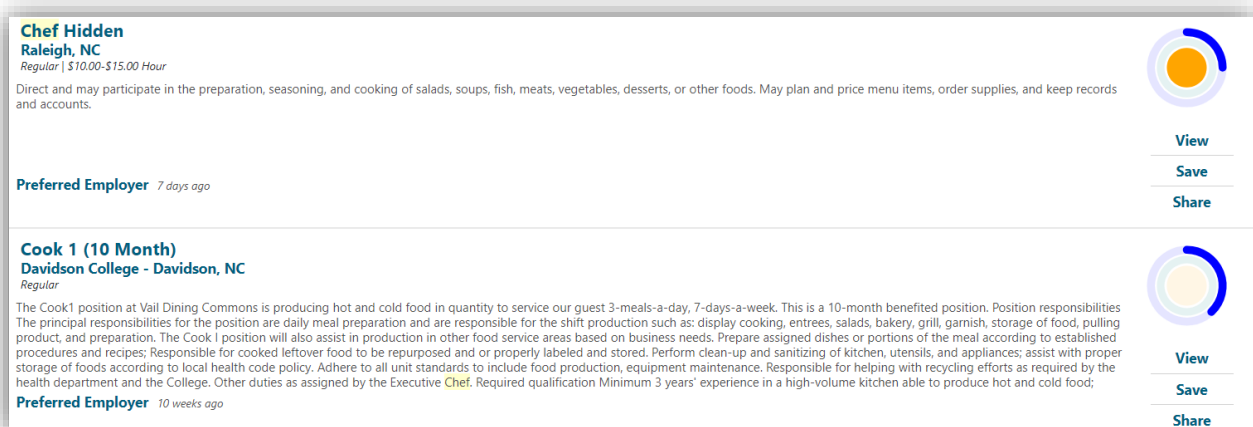 Chef Hidden
Raleigh, NC
Regular | $10.00-$15.00 Hour
Direct and may participate in the preparation, seasoning, and cooking of salads, soups, fish, meats, vegetables, desserts, or other foods. May plan and price menu items, order supplies, and keep records
and accounts.
View
Save
Preferred Employer 7 days ago
Share
Cook 1 (10 Month)
Davidson College - Davidson, NC
Regular
The Cook1 position at Vail Dining Commons is producing hot and cold food in quantity to service our guest 3-meals-a-day, 7-days-a-week. This is a 10-month benefited position. Position responsibilities
The principal responsibilities for the position are daily meal preparation and are responsible for the shift production such as: display cooking, entrees, salads, bakery, grill, garnish, storage of food, pulling
product, and preparation. The Cook I position will also assist in production in other food service areas based on business needs. Prepare assigned dishes or portions of the meal according to established
procedures and recipes; Responsible for cooked leftover food to be repurposed and or properly labeled and stored. Perform clean-up and sanitizing of kitchen, utensils, and appliances; assist with proper
storage of foods according to local health code policy. Adhere to all unit standards to include food production, equipment maintenance. Responsible for helping with recycling efforts as required by the
health department and the College. Other duties as assigned by the Executive Chef. Required qualification Minimum 3 years' experience in a high-volume kitchen able to produce hot and cold food;
View
Save
Preferred Employer 10 weeks ago
Share